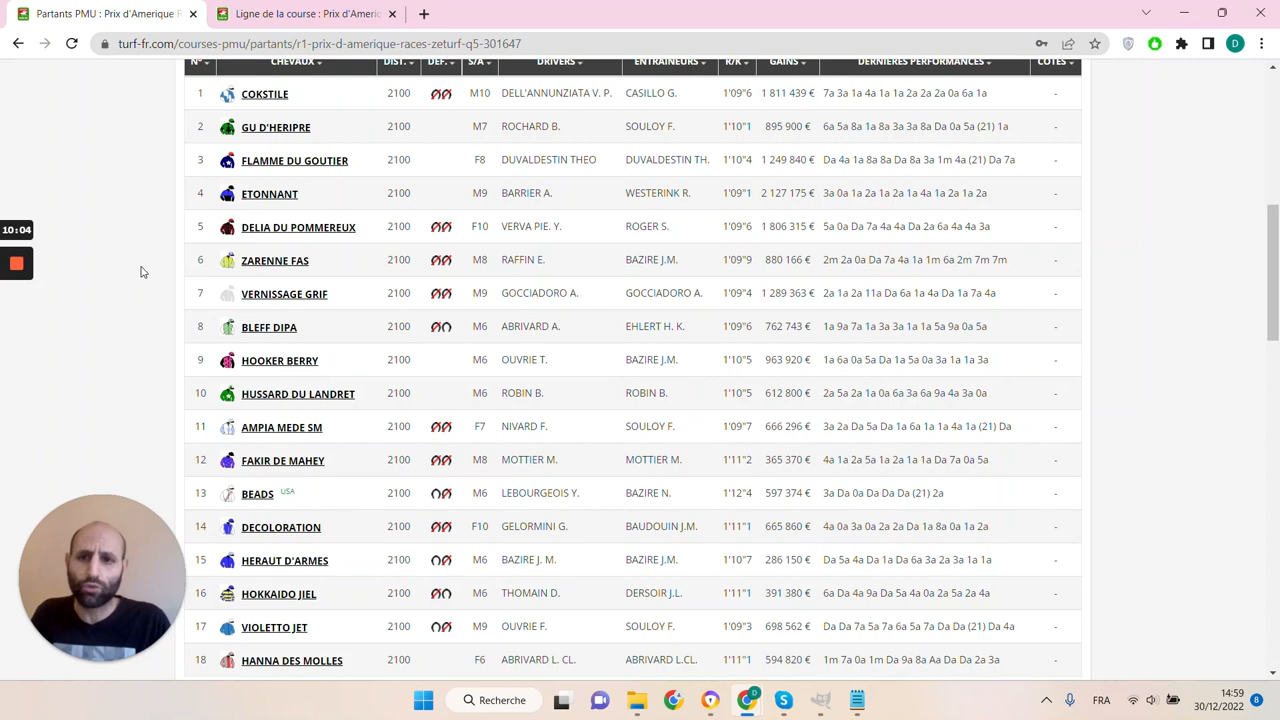 Partants PMU : Prix d'Amerique R
Ligne de la course : Prix d'Ameriq
turf-fr.com/courses-pmu/partants/r1-prix-d-amerique-races-zeturf-q5-301647
D
N° CHEVAUX DIST. DEF. S/A DRIVERS ENTRAINEURS R/K GAINS DERNIÈRES PERFORMANCES COTES
1 COKSTILE 2100 M10 DELL'ANNUNZIATA V. P. CASILLO G. 1'09"6 1 811 439 € 7a 3a 1a 4a 1a 1a 2a 2a 2a 0a 6a 1a -
2 GU D'HERIPRE 2100 M7 ROCHARD B. SOULOY F. 1'10"1 895 900 € 6a 5a 8a 1a 8a 3a 3a 8a Da 0a 5a (21) 1a -
3 FLAMME DU GOUTIER 2100 F8 DUVALDESTIN THEO DUVALDESTIN TH. 1'10"4 1 249 840 € Da 4a 1a 8a 8a Da 8a 3a 1m 4a (21) Da 7a -
4 ETONNANT 2100 M9 BARRIER A. WESTERINK R. 1'09"1 2 127 175 € 3a 0a 1a 2a 1a 2a 1a 4a 1a 2a 1a 2a -
5 DELIA DU POMMEREUX 2100 F10 VERVA PIE. Y. ROGER S. 1'09"4 1 806 315 € 5a 0a Da 7a 4a 4a Da 2a 6a 4a 4a 3a -
6 ZARENNE FAS 2100 M8 RAFFIN E. BAZIRE J.M. 1'09"9 880 166 € 2m 2a 0a Da 7a 4a 1a 1m 6a 2m 7m 7m -
7 VERNISSAGE GRIF 2100 M9 GOCCIADORO A. GOCCIADORO A. 1'09"4 1 289 363 € 2a 1a 2a 11a Da 6a 1a 4a Da 1a 7a 4a -
8 BLEFF DIPA 2100 M6 ABRIVARD A. EHLERT H. K. 1'09"6 762 743 € 1a 9a 7a 1a 3a 3a 1a 1a 5a 9a 0a 5a -
9 HOOKER BERRY 2100 M6 OUVRIE T. BAZIRE J.M. 1'10"5 963 920 € 1a 6a 0a 5a Da 1a 5a 0a 3a 1a 1a 3a -
10 HUSSARD DU LANDRET 2100 M6 ROBIN B. ROBIN B. 1'10"5 612 800 € 2a 5a 2a 1a 0a 6a 3a 6a 9a 4a 3a 0a -
11 AMPIA MEDE SM 2100 F7 NIVARD F. SOULOY F. 1'09"7 666 296 € 3a 2a Da 5a Da 1a 6a 1a 1a 4a 1a (21) Da -
12 FAKIR DE MAHEY 2100 M8 MOTTIER M. MOTTIER M. 1'11"2 365 370 € 4a 1a 2a 5a 1a 2a 1a 1a Da 7a 0a 5a -
13 BEADS USA 2100 M6 LEBOURGEOIS Y. BAZIRE N. 1'12"4 597 374 € 3a Da 0a Da Da Da (21) 2a -
14 DECOLORATION 2100 F10 GELORMINI G. BAUDOUIN J.M. 1'11"1 665 860 € 4a 0a 3a 0a 2a 2a Da 1a 8a 0a 1a 2a -
15 HERAUT D'ARMES 2100 M6 BAZIRE J. M. BAZIRE J.M. 1'10"7 286 150 € Da 5a 4a Da 1a Da 6a 3a 2a 3a 1a 1a -
16 HOKKAIDO JIEL 2100 M6 THOMAIN D. DERSOIR J.L. 1'10"4 391 380 € 6a Da 4a 9a Da 5a 4a 0a 2a 5a 2a 4a -
17 VIOLETTO JET 2100 M9 OUVRIE F. SOULOY F. 1'09"3 698 562 € Da Da 7a 5a 7a 6a 5a 7a Da Da (21) Da 4a -
18 HANNA DES MOLLES 2100 F6 ABRIVARD L. CL. ABRIVARD L.CL. 1'11"1 594 820 € 1m 7a 0a 1m Da 9a 8a Aa Da Da 2a 3a -
10:04
Recherche
FRA
14:59
30/12/2022
8